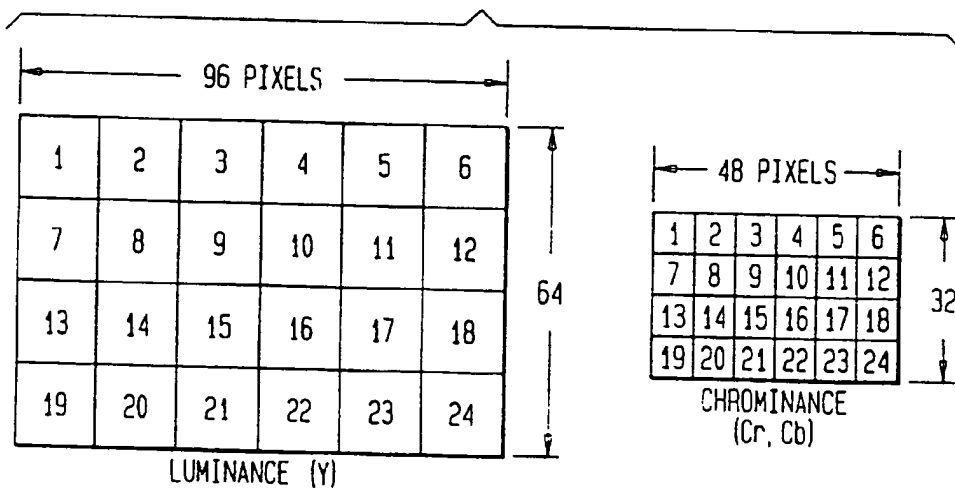 96 PIXELS
1 2 3 4 5 6
7 8 9 10 11 12
13 14 15 16 17 18
19 20 21 22 23 24
64
LUMINANCE (Y)
48 PIXELS
1 2 3 4 5 6
7 8 9 10 11 12
13 14 15 16 17 18
19 20 21 22 23 24
32
CHROMINANCE
(Cr, Cb)